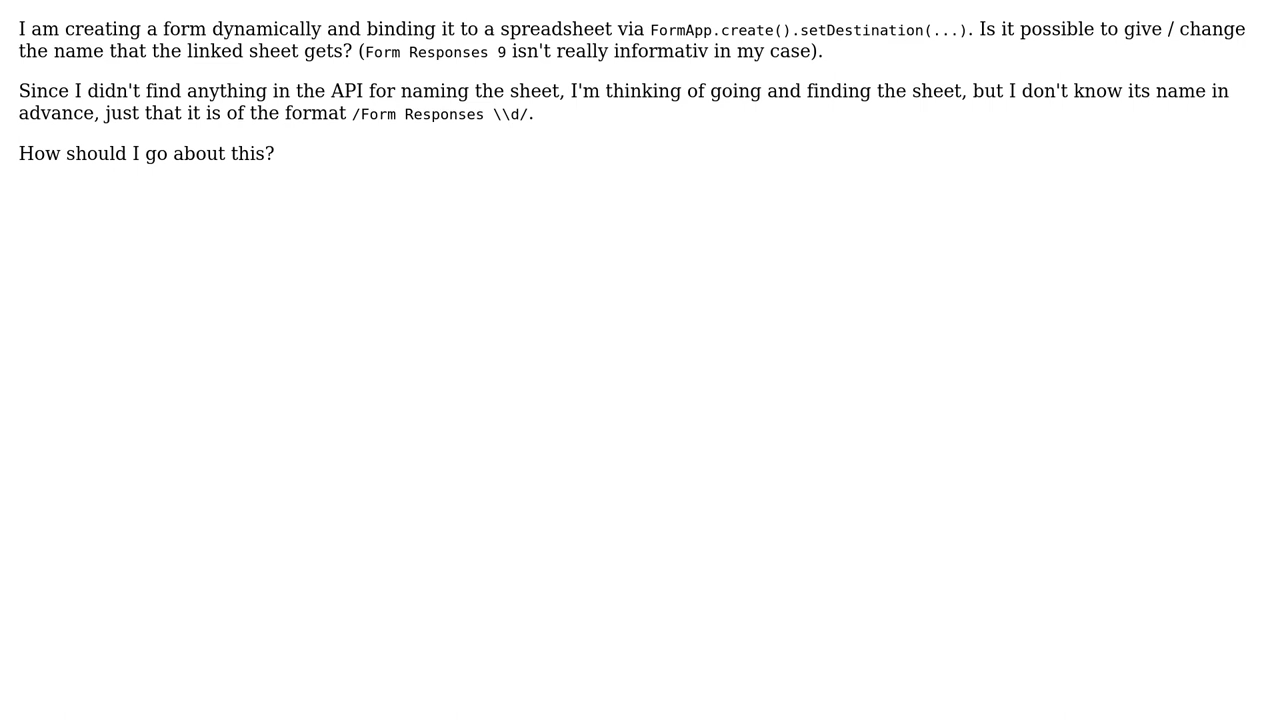 I am creating a form dynamically and binding it to a spreadsheet via FormApp.create().setDestination(...). Is it possible to give / change
the name that the linked sheet gets? (Form Responses 9 isn't really informativ in my case).
Since I didn't find anything in the API for naming the sheet, I'm thinking of going and finding the sheet, but I don't know its name in
advance, just that it is of the format /Form Responses \\d/.
How should I go about this?